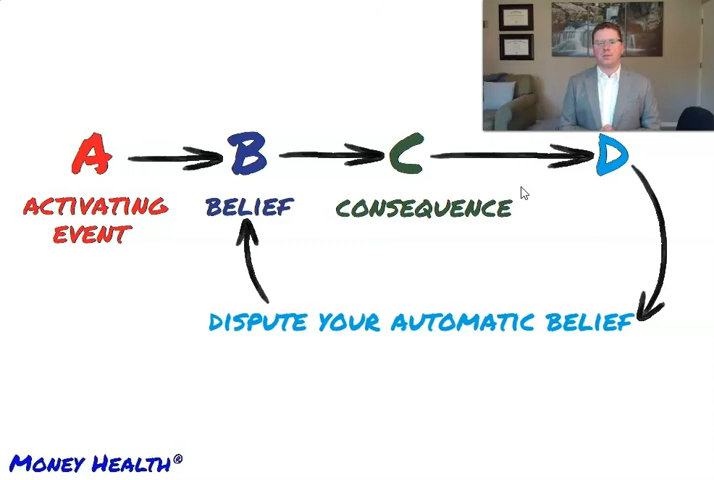 A
B
C
D
ACTIVATING
EVENT
BELIEF
CONSEQUENCE
DISPUTE YOUR AUTOMATIC BELIEF
MONEY HEALTH®